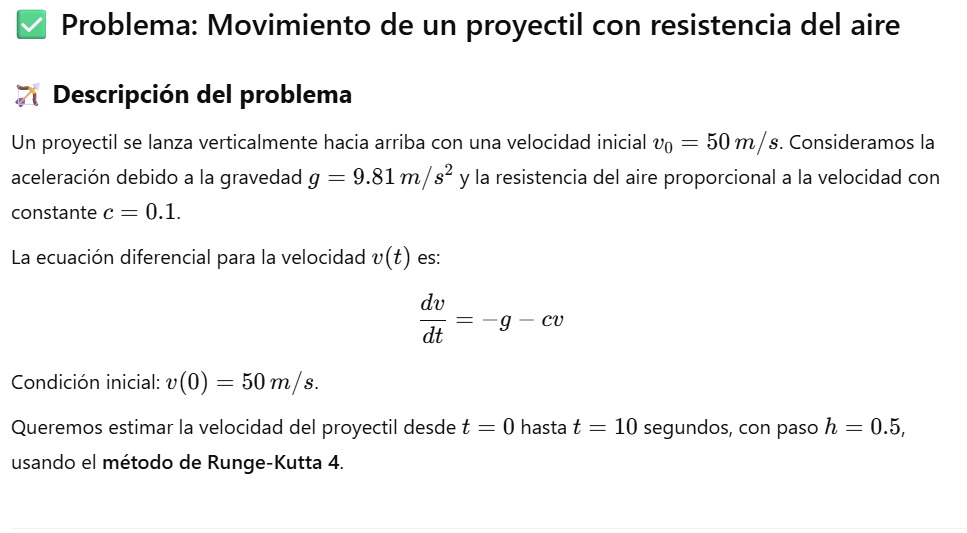 ✅ Problema: Movimiento de un proyectil con resistencia del aire
🏹 Descripción del problema
Un proyectil se lanza verticalmente hacia arriba con una velocidad inicial v₀ = 50 m/s. Consideramos la
aceleración debido a la gravedad g = 9.81 m/s² y la resistencia del aire proporcional a la velocidad con
constante c = 0.1.
La ecuación diferencial para la velocidad v(t) es:
dv/dt = −g − cv
Condición inicial: v(0) = 50 m/s.
Queremos estimar la velocidad del proyectil desde t = 0 hasta t = 10 segundos, con paso h = 0.5,
usando el método de Runge-Kutta 4.